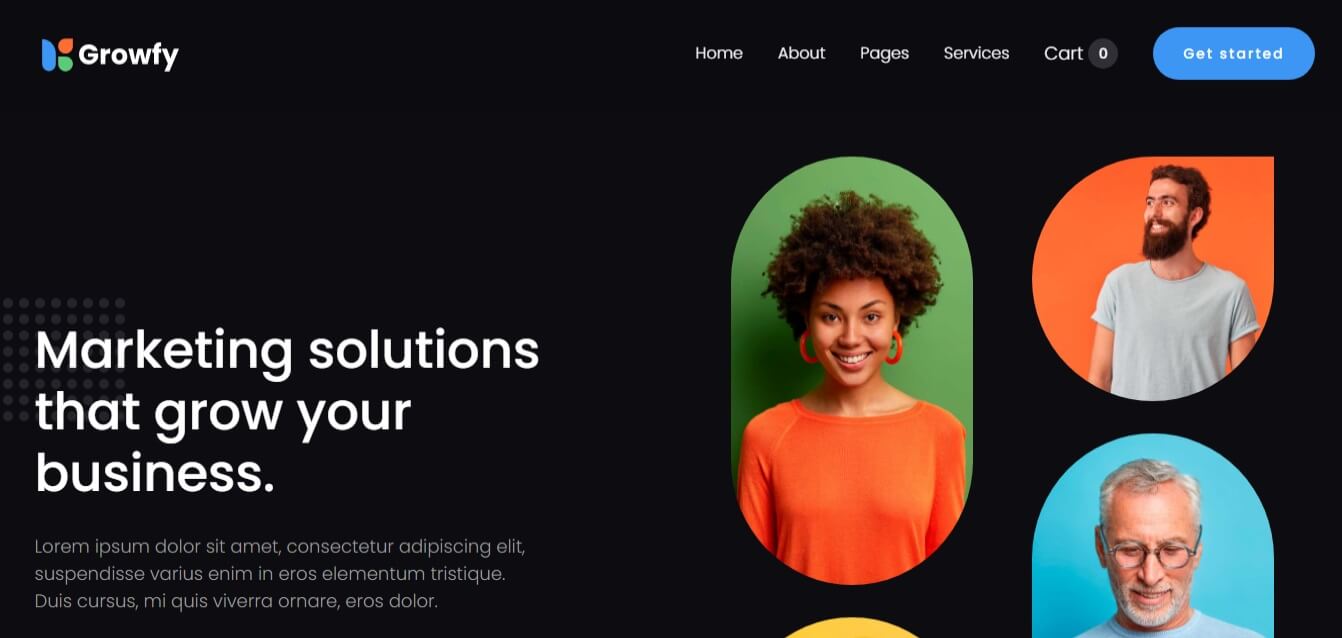 Growfy
Home About Pages Services Cart 0 Get started
Marketing solutions
that grow your
business.
Lorem ipsum dolor sit amet, consectetur adipiscing elit,
suspendisse varius enim in eros elementum tristique.
Duis cursus, mi quis viverra ornare, eros dolor.